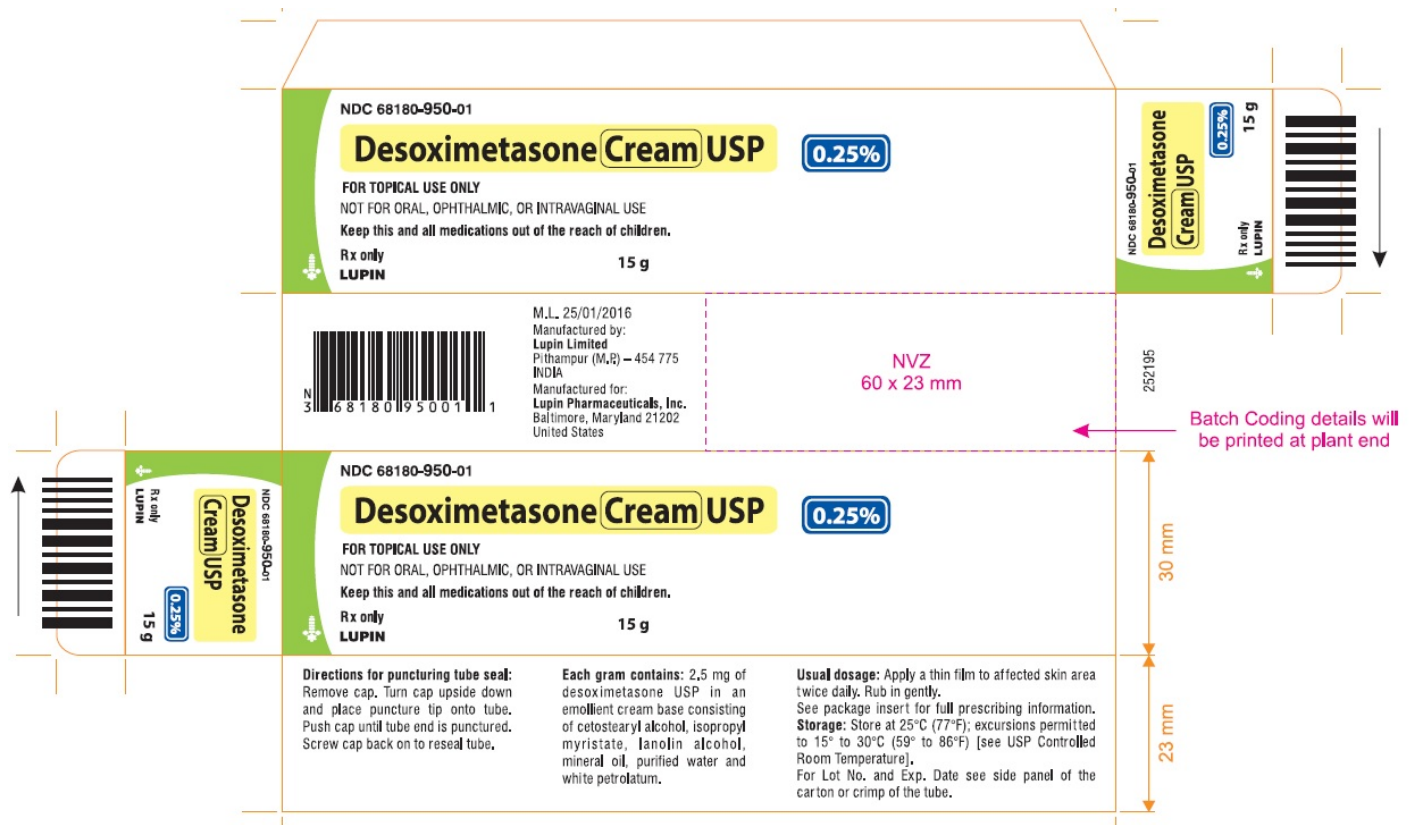 NDC 68180-950-01
Desoximetasone Cream USP 0.25%
FOR TOPICAL USE ONLY
NOT FOR ORAL, OPHTHALMIC, OR INTRAVAGINAL USE
Keep this and all medications out of the reach of children.
Rx only
LUPIN
15 g
NDC 68180-950-01
Desoximetasone
Cream USP
0.25%
15 g
Rx only
LUPIN
N
3 68180 95001 1
M.L. 25/01/2016
Manufactured by:
Lupin Limited
Pithampur (M.P.) – 454 775
INDIA
Manufactured for:
Lupin Pharmaceuticals, Inc.
Baltimore, Maryland 21202
United States
NVZ
60 x 23 mm
252195
Batch Coding details will
be printed at plant end
NDC 68180-950-01
Desoximetasone
Cream USP
0.25%
15 g
Rx only
LUPIN
NDC 68180-950-01
Desoximetasone Cream USP 0.25%
FOR TOPICAL USE ONLY
NOT FOR ORAL, OPHTHALMIC, OR INTRAVAGINAL USE
Keep this and all medications out of the reach of children.
Rx only
LUPIN
15 g
30 mm
Directions for puncturing tube seal:
Remove cap. Turn cap upside down
and place puncture tip onto tube.
Push cap until tube end is punctured.
Screw cap back on to reseal tube.
Each gram contains: 2.5 mg of
desoximetasone USP in an
emollient cream base consisting
of cetostearyl alcohol, isopropyl
myristate, lanolin alcohol,
mineral oil, purified water and
white petrolatum.
Usual dosage: Apply a thin film to affected skin area
twice daily. Rub in gently.
See package insert for full prescribing information.
Storage: Store at 25°C (77°F); excursions permitted
to 15° to 30°C (59° to 86°F) [see USP Controlled
Room Temperature].
For Lot No. and Exp. Date see side panel of the
carton or crimp of the tube.
23 mm